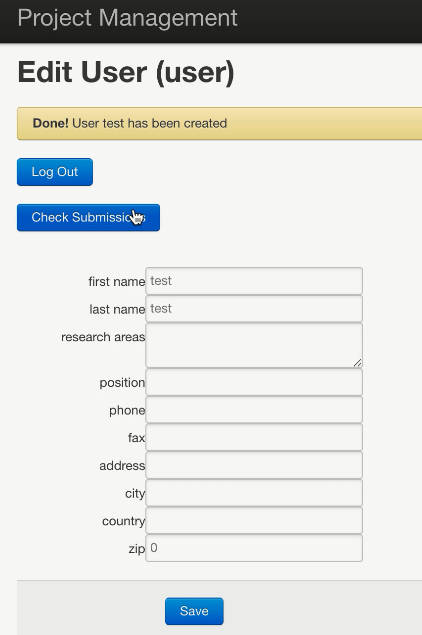 Project Management
Edit User (user)
Done! User test has been created
Log Out
Check Submissions
first name test
last name test
research areas
position
phone
fax
address
city
country
zip 0
Save